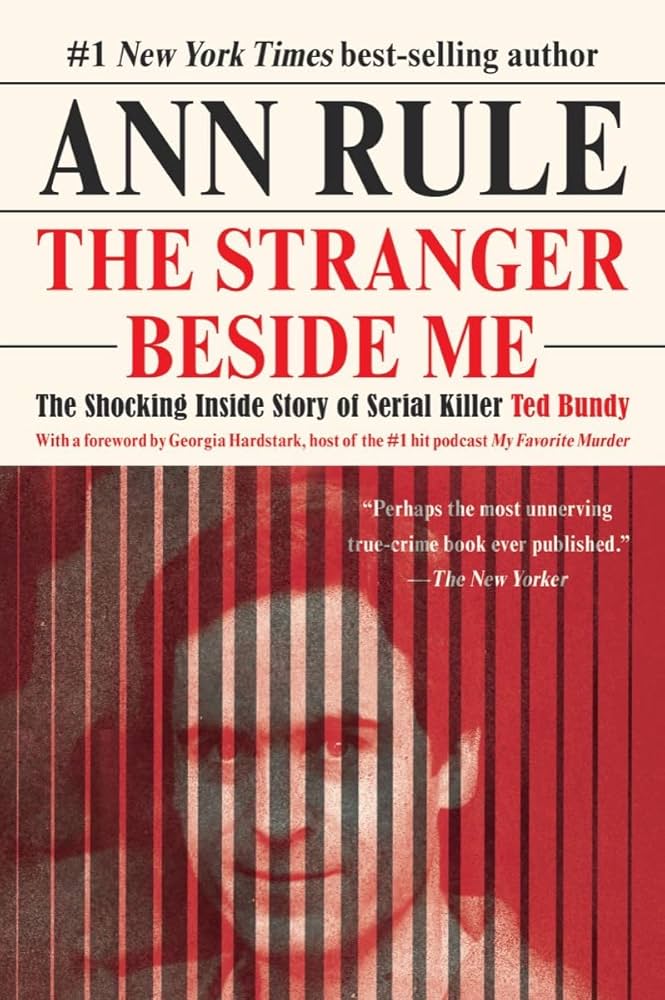 #1 New York Times best-selling author
ANN RULE
THE STRANGER
BESIDE ME
The Shocking Inside Story of Serial Killer Ted Bundy
With a foreword by Georgia Hardstark, host of the #1 hit podcast My Favorite Murder
“Perhaps the most unnerving
true-crime book ever published.”
—The New Yorker